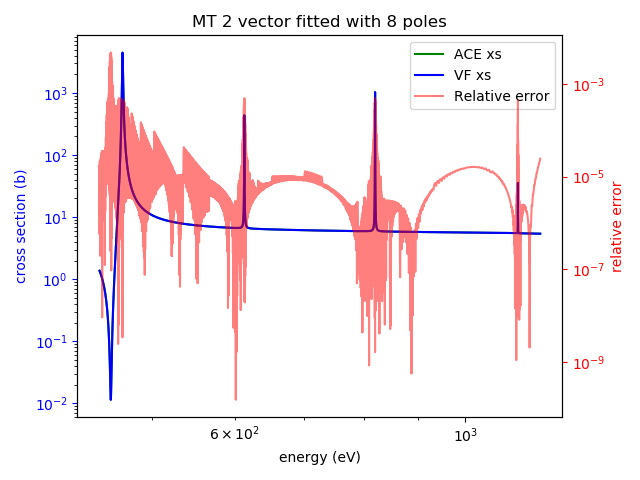 MT 2 vector fitted with 8 poles
ACE xs
VF xs
Relative error
cross section (b)
10³
10²
10¹
10⁰
10⁻¹
10⁻²
10⁻³
10⁻⁵
10⁻⁷
10⁻⁹
relative error
6 × 10²
10³
energy (eV)